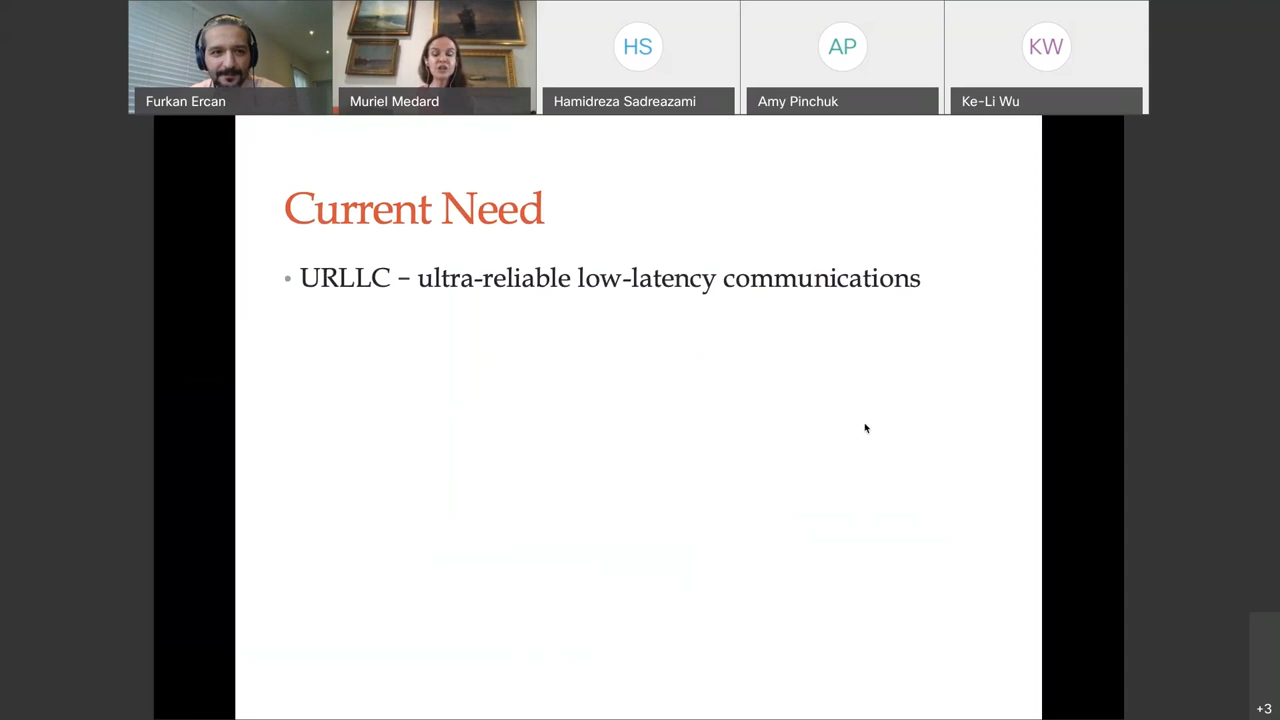 HS
AP
KW
Furkan Ercan
Muriel Medard
Hamidreza Sadreazami
Amy Pinchuk
Ke-Li Wu
Current Need
• URLLC – ultra-reliable low-latency communications
+3